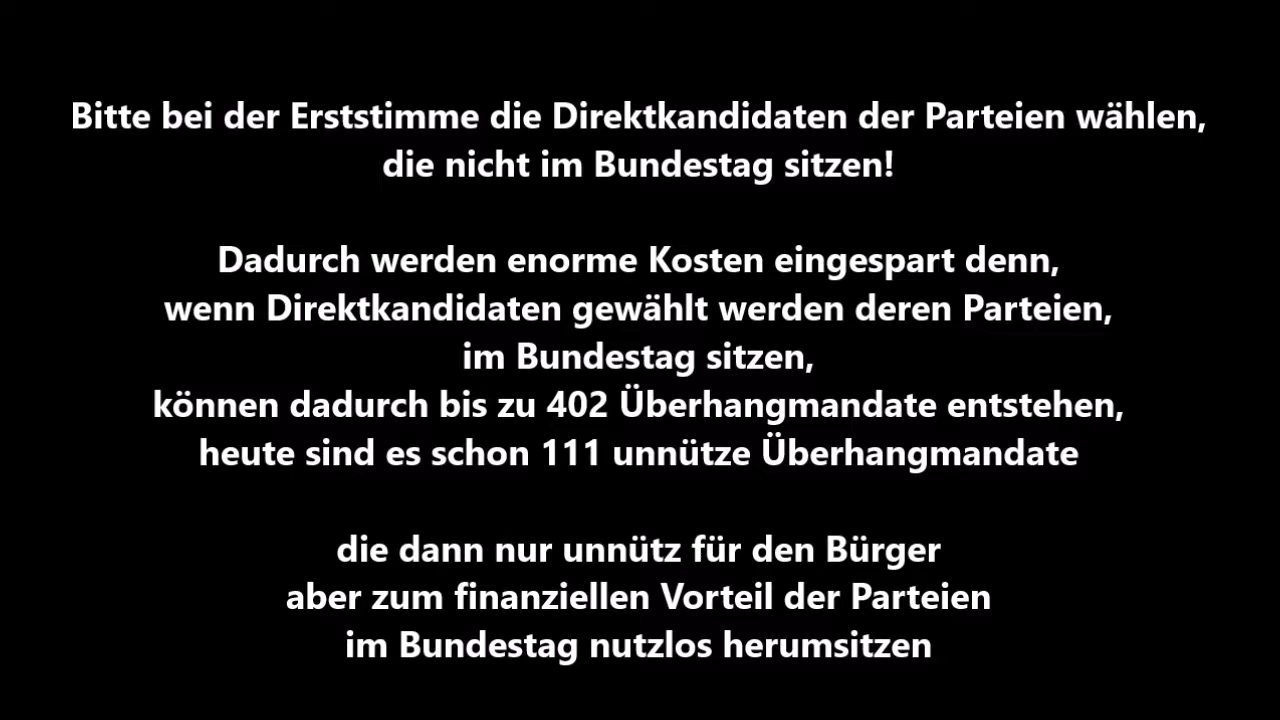 Bitte bei der Erststimme die Direktkandidaten der Parteien wählen,
die nicht im Bundestag sitzen!
Dadurch werden enorme Kosten eingespart denn,
wenn Direktkandidaten gewählt werden deren Parteien,
im Bundestag sitzen,
können dadurch bis zu 402 Überhangmandate entstehen,
heute sind es schon 111 unnütze Überhangmandate
die dann nur unnütz für den Bürger
aber zum finanziellen Vorteil der Parteien
im Bundestag nutzlos herumsitzen